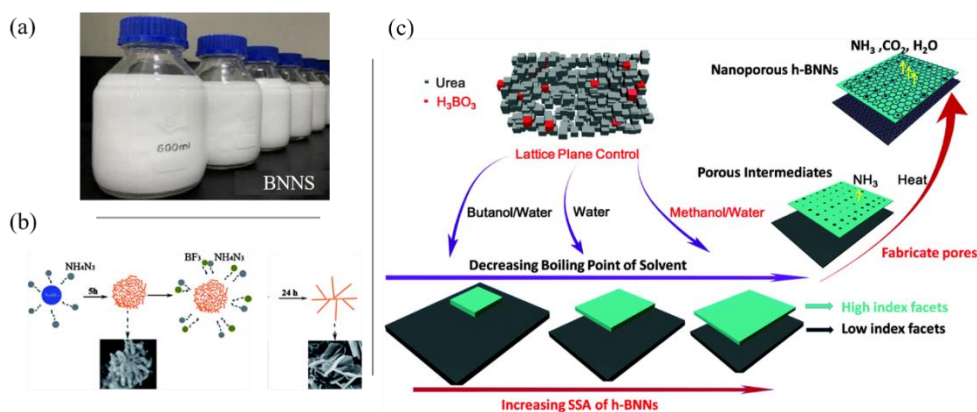 (a)
500ml
BNNS
(b)
NH₄N₃
5h
BF₃
NH₄N₃
24 h
(c)
Urea
H₃BO₃
Lattice Plane Control
Butanol/Water
Water
Methanol/Water
NH₃ ,CO₂, H₂O
Nanoporous h-BNNs
Porous Intermediates
NH₃
Heat
Fabricate pores
Decreasing Boiling Point of Solvent
High index facets
Low index facets
Increasing SSA of h-BNNs